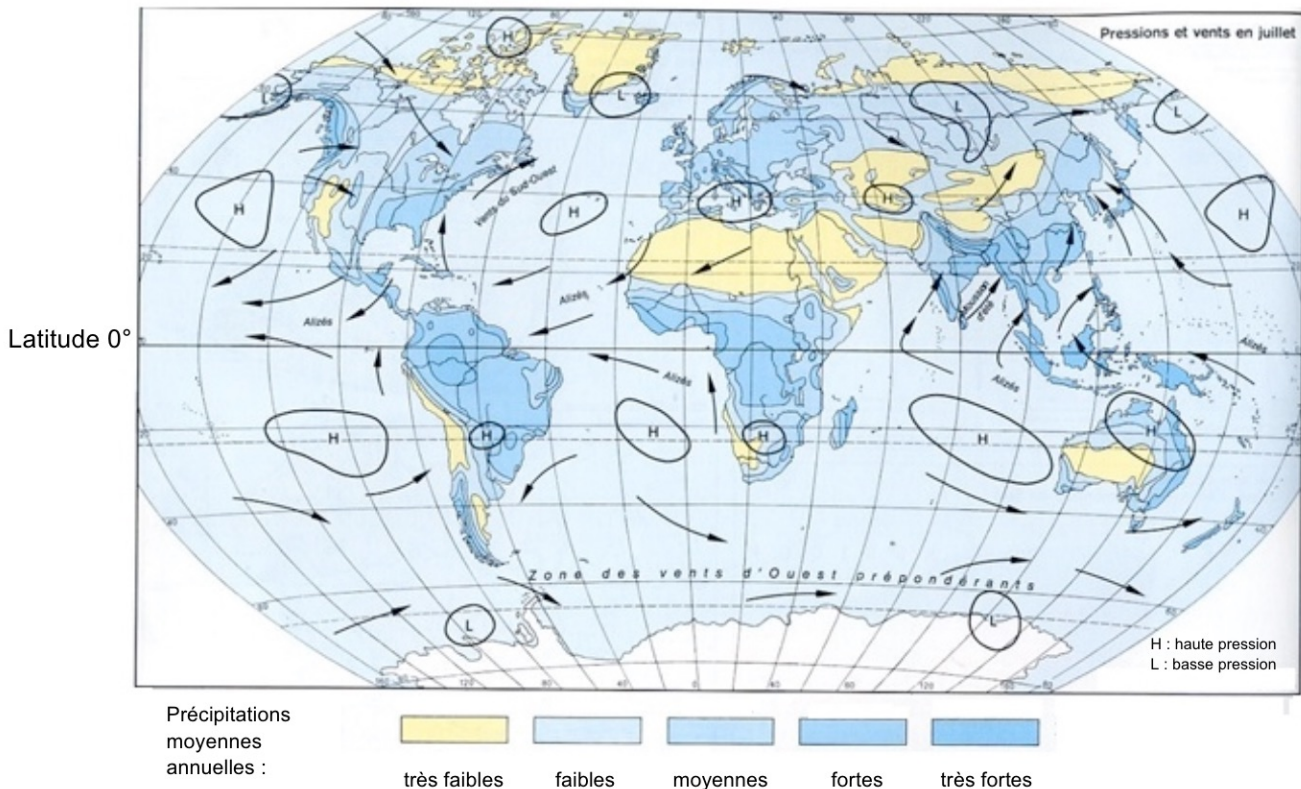 Pressions et vents en juillet
H
L
L
L
L
Vents du Sud-Ouest
H
H
H
H
H
Alizés
Mousson
d'été
Alizés
Latitude 0°
Alizés
Alizés
Alizés
H
H
H
H
H
H
Zone des vents d'Ouest prépondérants
L
L
H : haute pression
L : basse pression
Précipitations
moyennes
annuelles :
très faibles
faibles
moyennes
fortes
très fortes